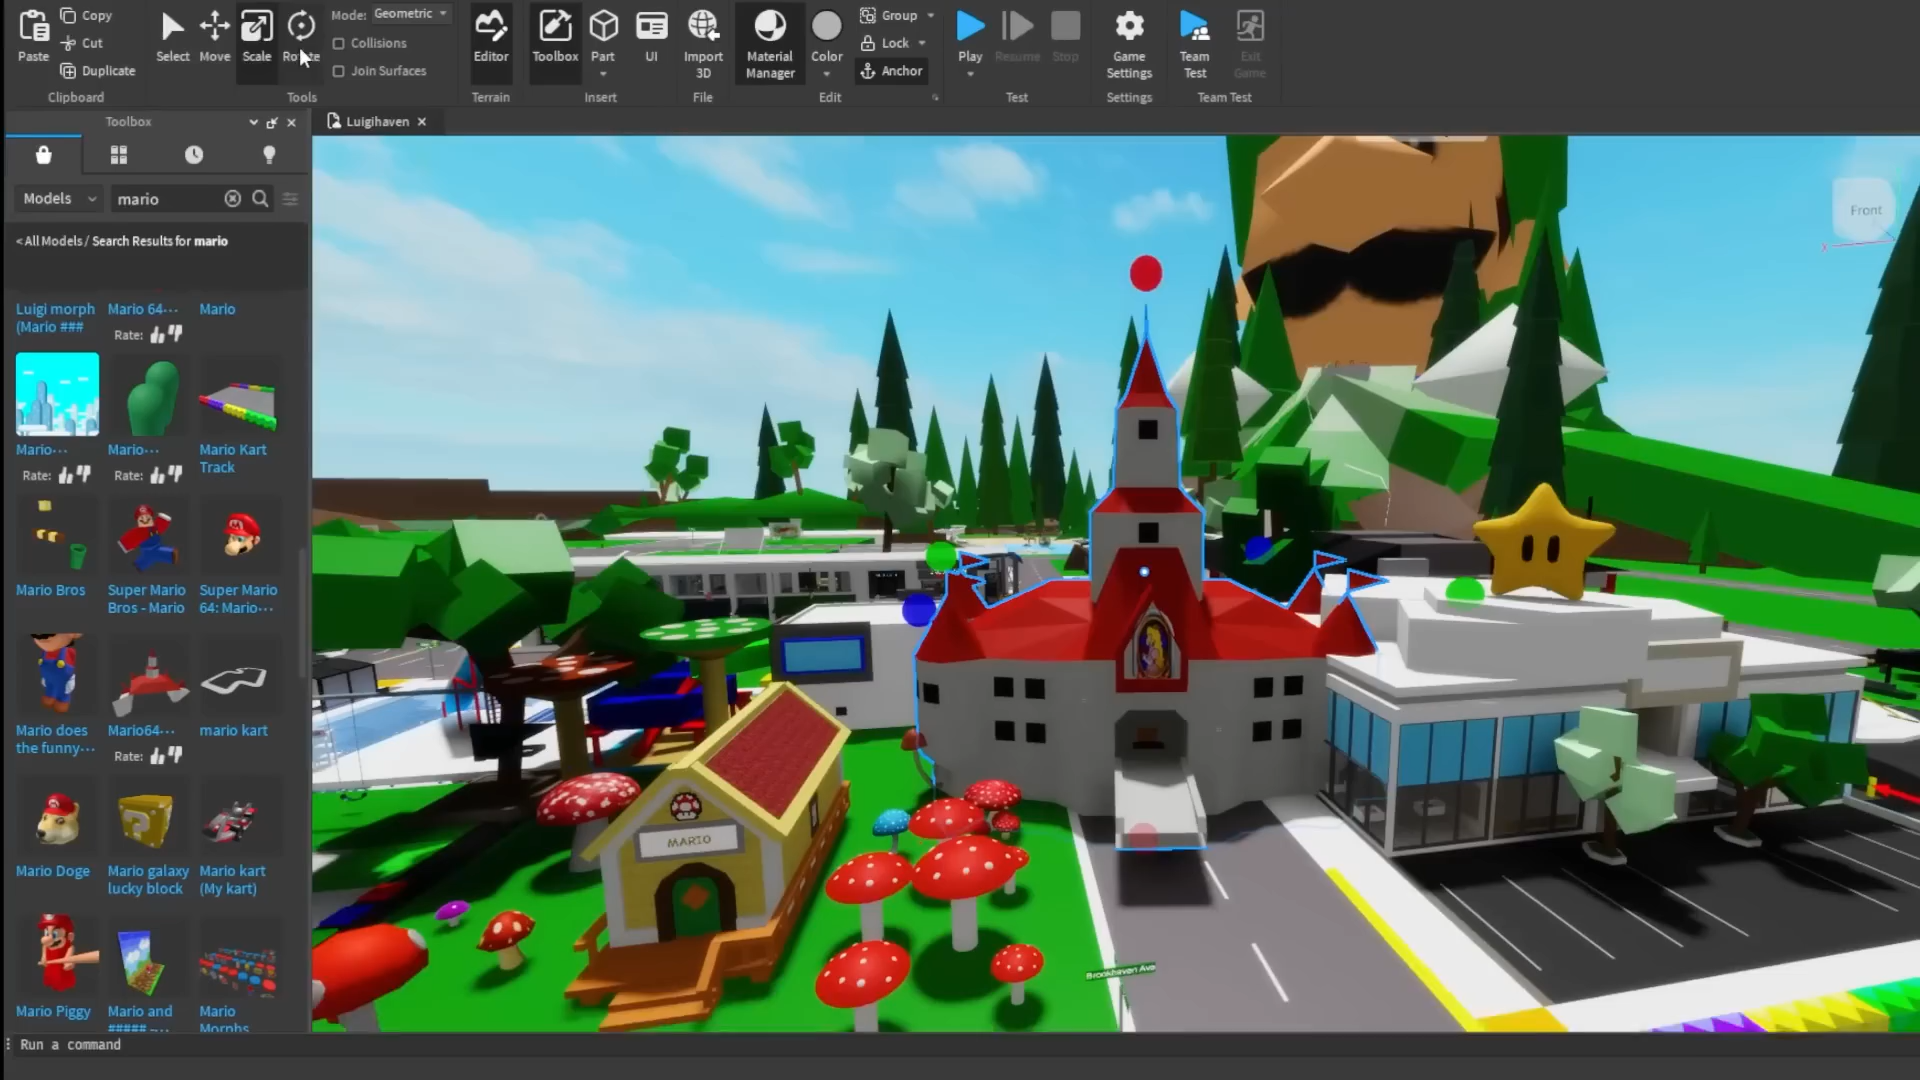 Paste
Copy
Cut
Duplicate
Clipboard
Select
Move
Scale
Rotate
Mode: Geometric
Collisions
Join Surfaces
Tools
Editor
Terrain
Toolbox
Part
UI
Insert
Import
3D
File
Material
Manager
Color
Group
Lock
Anchor
Edit
Play
Resume
Stop
Test
Game
Settings
Settings
Team
Test
Exit
Game
Team Test
Toolbox
Luigihaven
Models
mario
< All Models / Search Results for mario
Luigi morph
(Mario ###
Mario 64...
Rate:
Mario
Mario...
Rate:
Mario...
Rate:
Mario Kart
Track
Mario Bros
Super Mario
Bros - Mario
Super Mario
64: Mario...
Mario does
the funny...
Mario64...
Rate:
mario kart
Mario Doge
Mario galaxy
lucky block
Mario kart
(My kart)
Mario Piggy
Mario and
##### ...
Mario
Morphs
Front
MARIO
Brookhaven Ave
Run a command